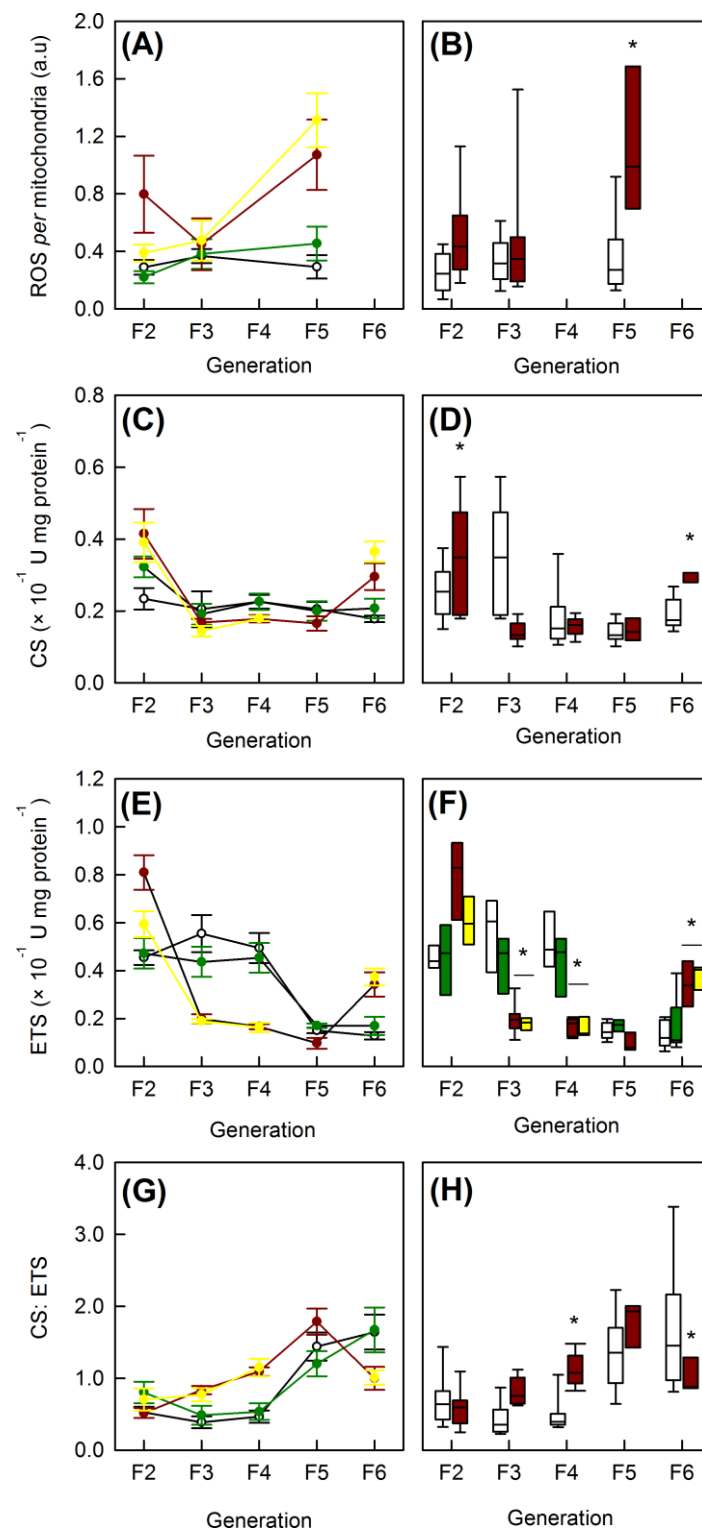 (A)
ROS per mitochondria (a.u)
2.0
1.6
1.2
0.8
0.4
0.0
F2 F3 F4 F5 F6
Generation
(B)
*
F2 F3 F4 F5 F6
Generation
(C)
CS (× 10⁻¹ U mg protein⁻¹)
0.8
0.6
0.4
0.2
0.0
F2 F3 F4 F5 F6
Generation
(D)
* *
F2 F3 F4 F5 F6
Generation
(E)
ETS (× 10⁻¹ U mg protein⁻¹)
1.2
1.0
0.8
0.6
0.4
0.2
0.0
F2 F3 F4 F5 F6
Generation
(F)
* * *
F2 F3 F4 F5 F6
Generation
(G)
CS: ETS
4.0
3.0
2.0
1.0
0.0
F2 F3 F4 F5 F6
Generation
(H)
* *
F2 F3 F4 F5 F6
Generation